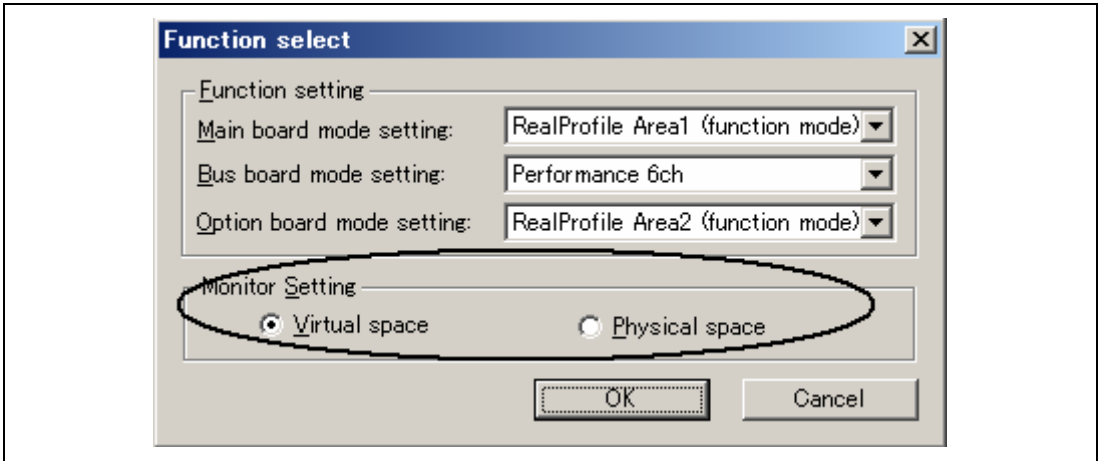 Function select
Function setting
Main board mode setting: RealProfile Area1 (function mode)
Bus board mode setting: Performance 6ch
Option board mode setting: RealProfile Area2 (function mode)
Monitor Setting
Virtual space Physical space
OK Cancel